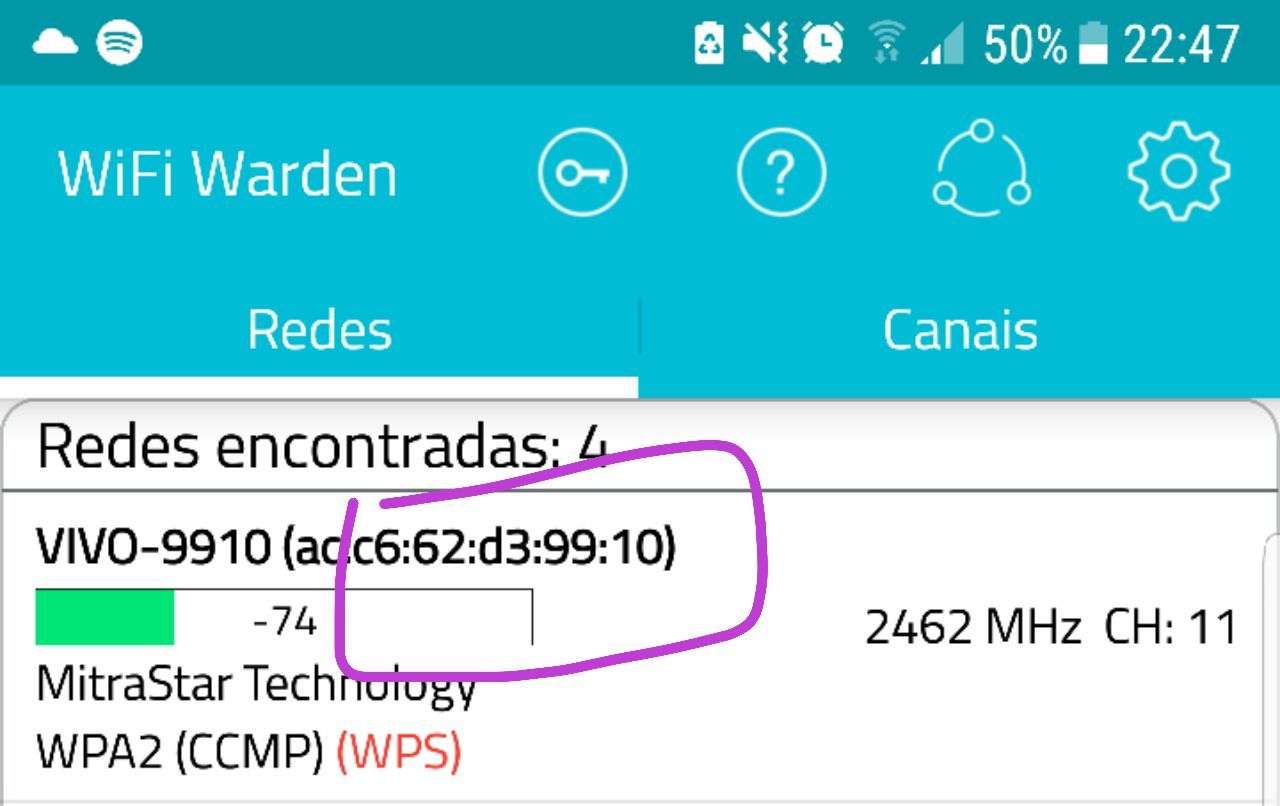 50% 22:47
WiFi Warden
?
Redes Canais
Redes encontradas: 4
VIVO-9910 (ac:c6:62:d3:99:10)
-74 2462 MHz CH: 11
MitraStar Technology
WPA2 (CCMP) (WPS)